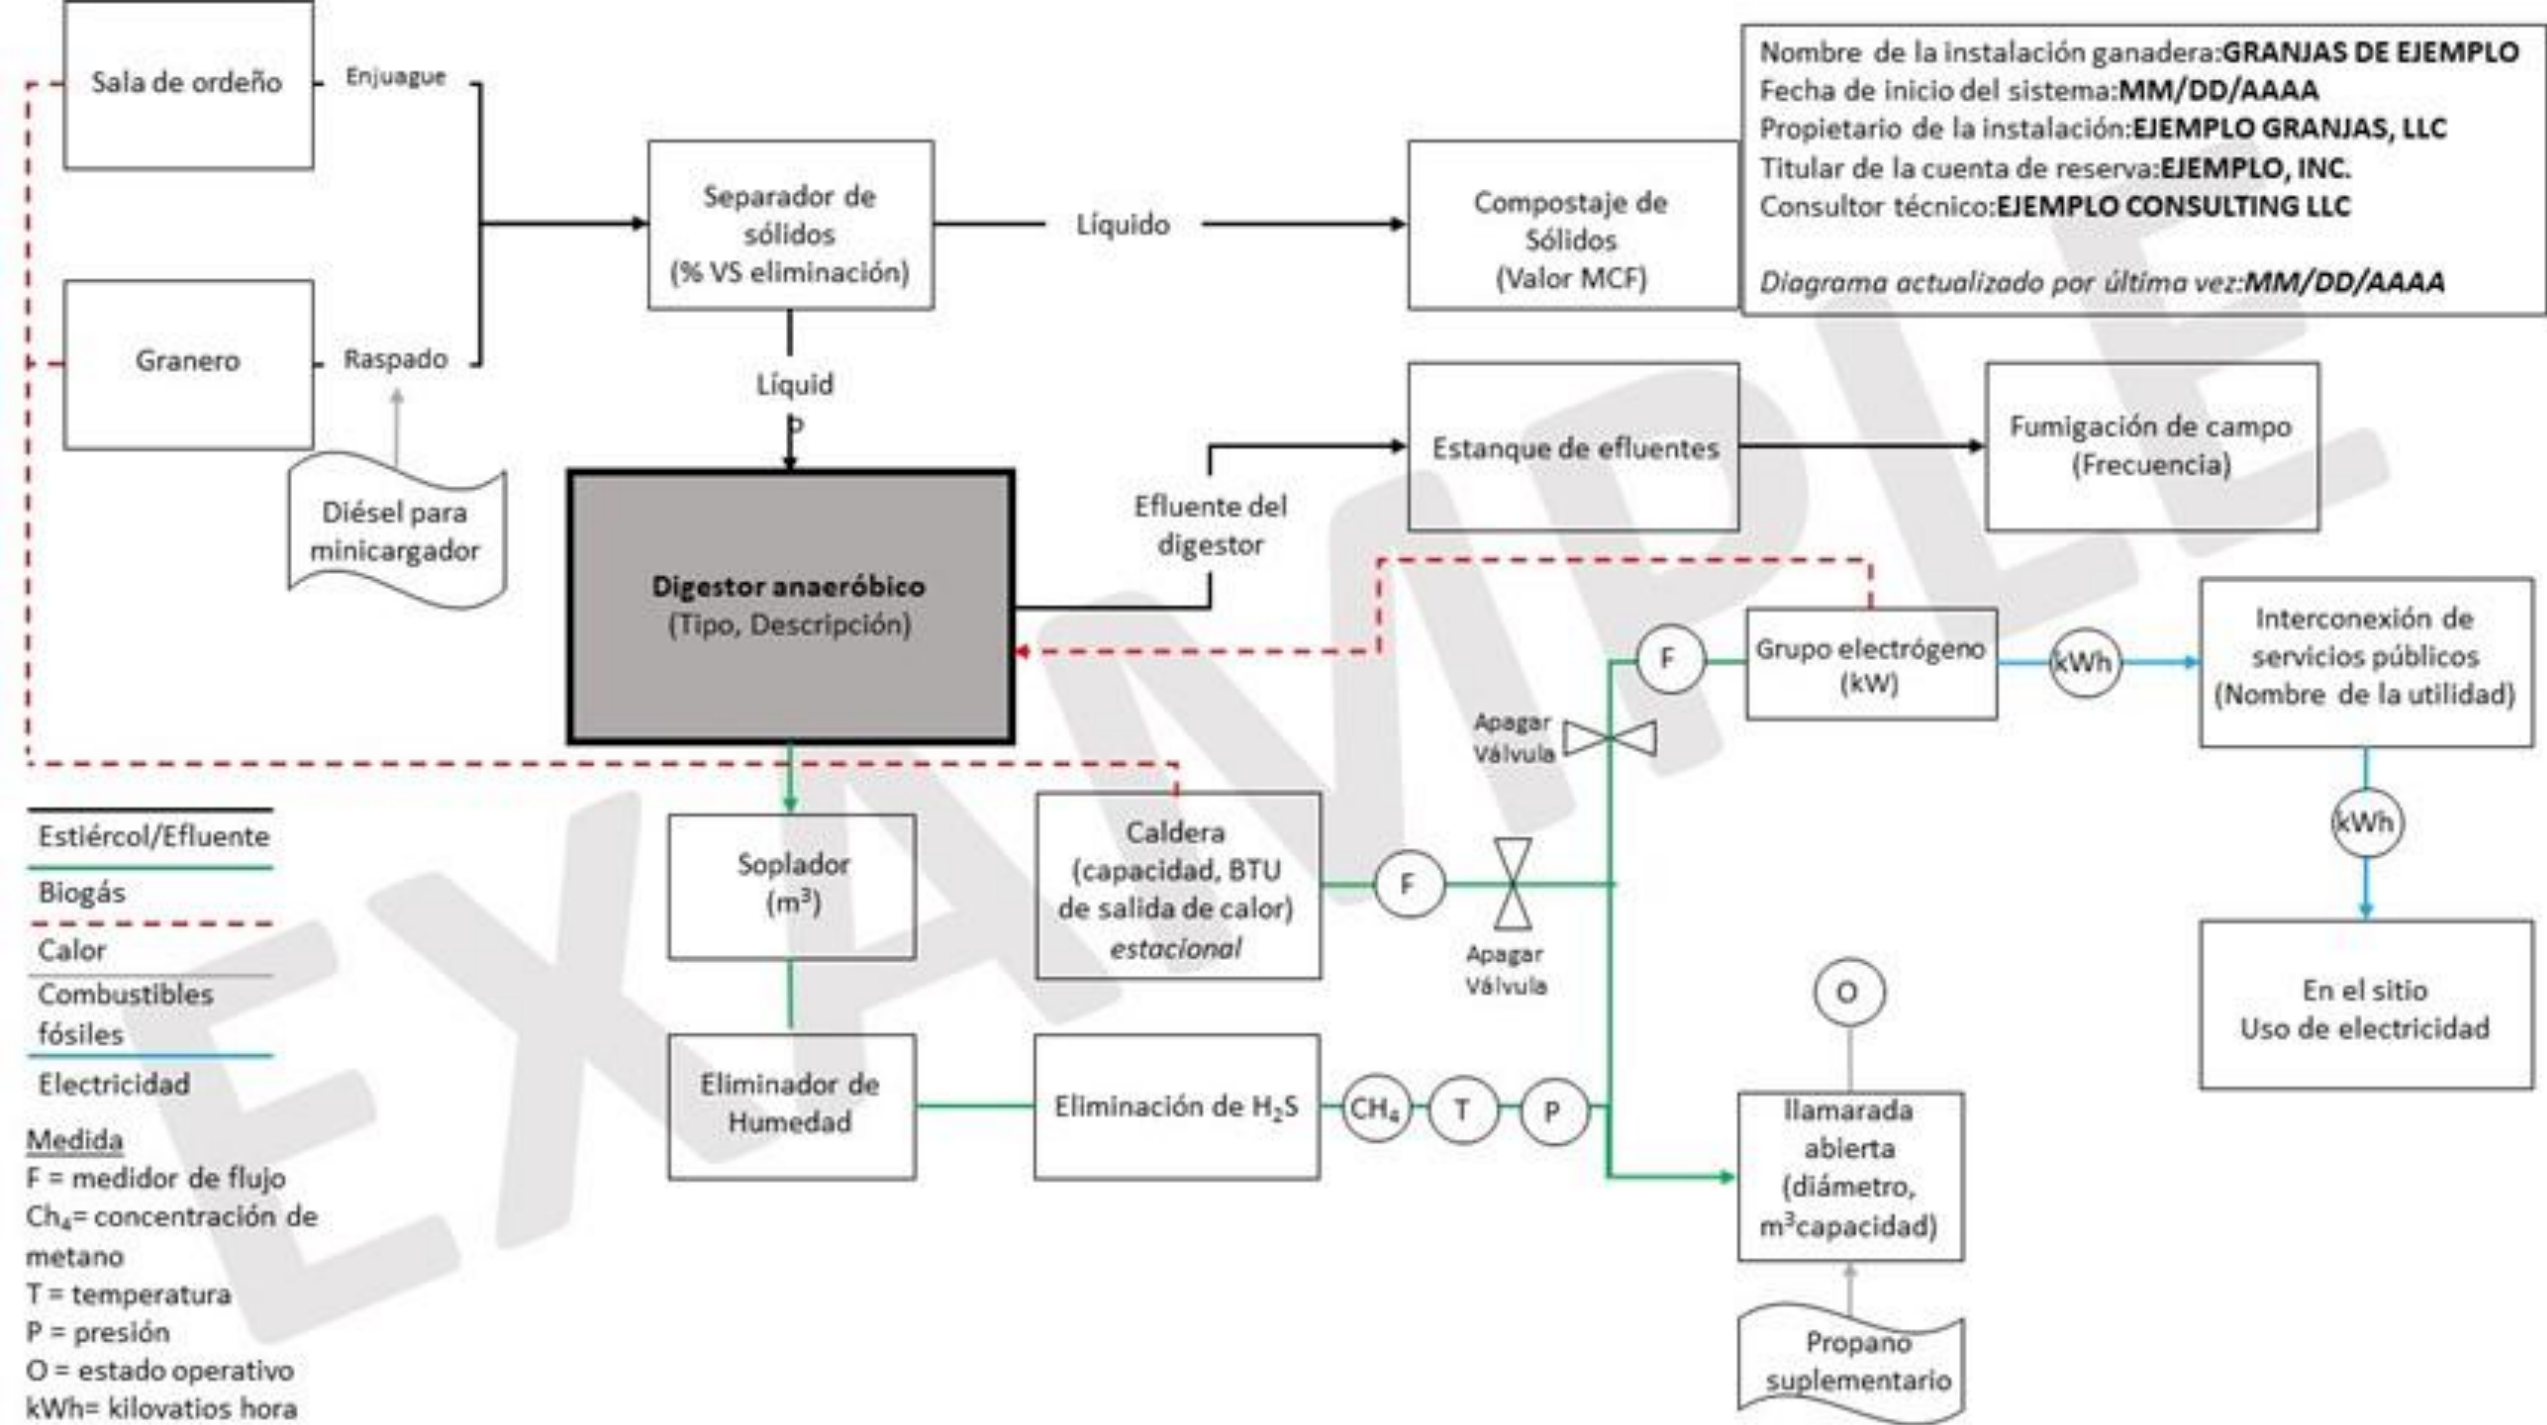 Sala de ordeño
Enjuague
Granero
Raspado
Diésel para
minicargador
Separador de
sólidos
(% VS eliminación)
Líquido
Compostaje de
Sólidos
(Valor MCF)
Nombre de la instalación ganadera:GRANJAS DE EJEMPLO
Fecha de inicio del sistema:MM/DD/AAAA
Propietario de la instalación:EJEMPLO GRANJAS, LLC
Titular de la cuenta de reserva:EJEMPLO, INC.
Consultor técnico:EJEMPLO CONSULTING LLC
Diagrama actualizado por última vez:MM/DD/AAAA
Líquid
o
Digestor anaeróbico
(Tipo, Descripción)
Efluente del
digestor
Estanque de efluentes
Fumigación de campo
(Frecuencia)
F
Grupo electrógeno
(kW)
kWh
Interconexión de
servicios públicos
(Nombre de la utilidad)
Apagar
Válvula
kWh
En el sitio
Uso de electricidad
Soplador
(m³)
Caldera
(capacidad, BTU
de salida de calor)
estacional
F
Apagar
Válvula
Eliminador de
Humedad
Eliminación de H₂S
CH₄
T
P
O
llamarada
abierta
(diámetro,
m³capacidad)
Propano
suplementario
Estiércol/Efluente
Biogás
Calor
Combustibles
fósiles
Electricidad
Medida
F = medidor de flujo
Ch₄= concentración de
metano
T = temperatura
P = presión
O = estado operativo
kWh= kilovatios hora
EXAMPLE